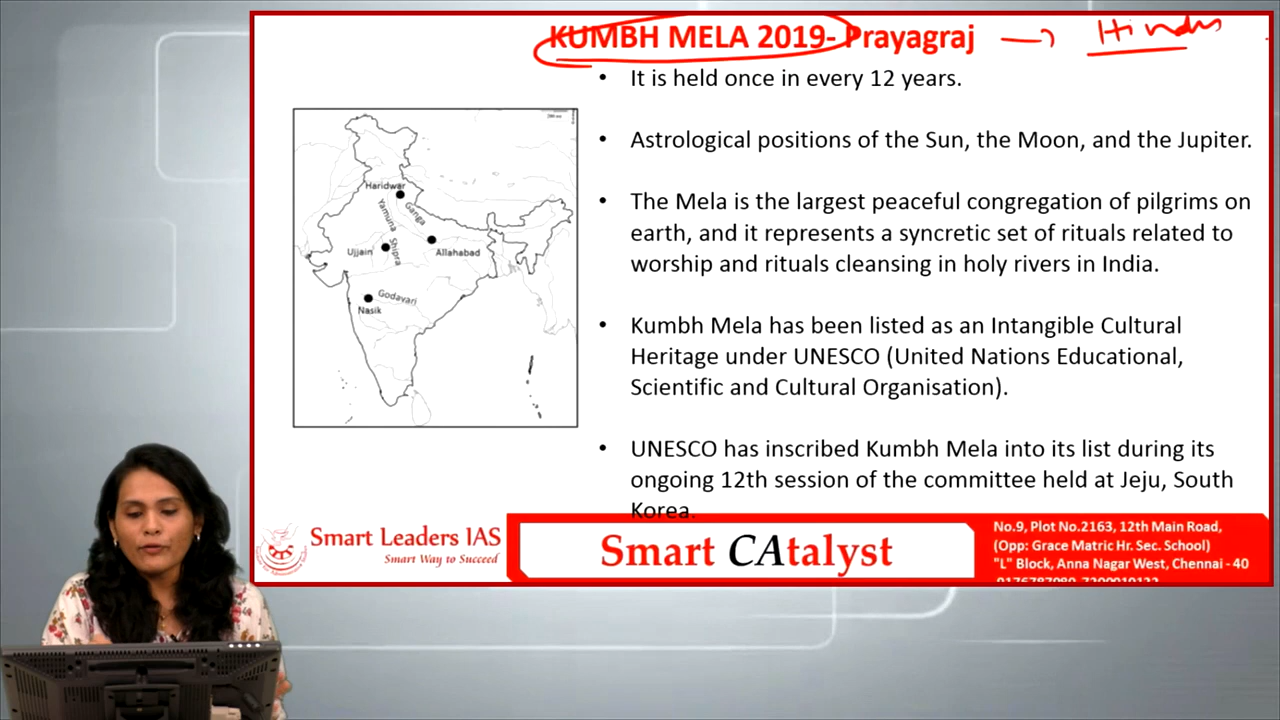 KUMBH MELA 2019- Prayagraj → Hindu
• It is held once in every 12 years.
• Astrological positions of the Sun, the Moon, and the Jupiter.
• The Mela is the largest peaceful congregation of pilgrims on
earth, and it represents a syncretic set of rituals related to
worship and rituals cleansing in holy rivers in India.
• Kumbh Mela has been listed as an Intangible Cultural
Heritage under UNESCO (United Nations Educational,
Scientific and Cultural Organisation).
• UNESCO has inscribed Kumbh Mela into its list during its
ongoing 12th session of the committee held at Jeju, South
Korea.
Haridwar
Yamuna
Ganga
Ujjain
Shipra
Allahabad
Godavari
Nasik
Smart Leaders IAS
Smart Way to Succeed
Smart CAtalyst
No.9, Plot No.2163, 12th Main Road,
(Opp: Grace Matric Hr. Sec. School)
"L" Block, Anna Nagar West, Chennai - 40